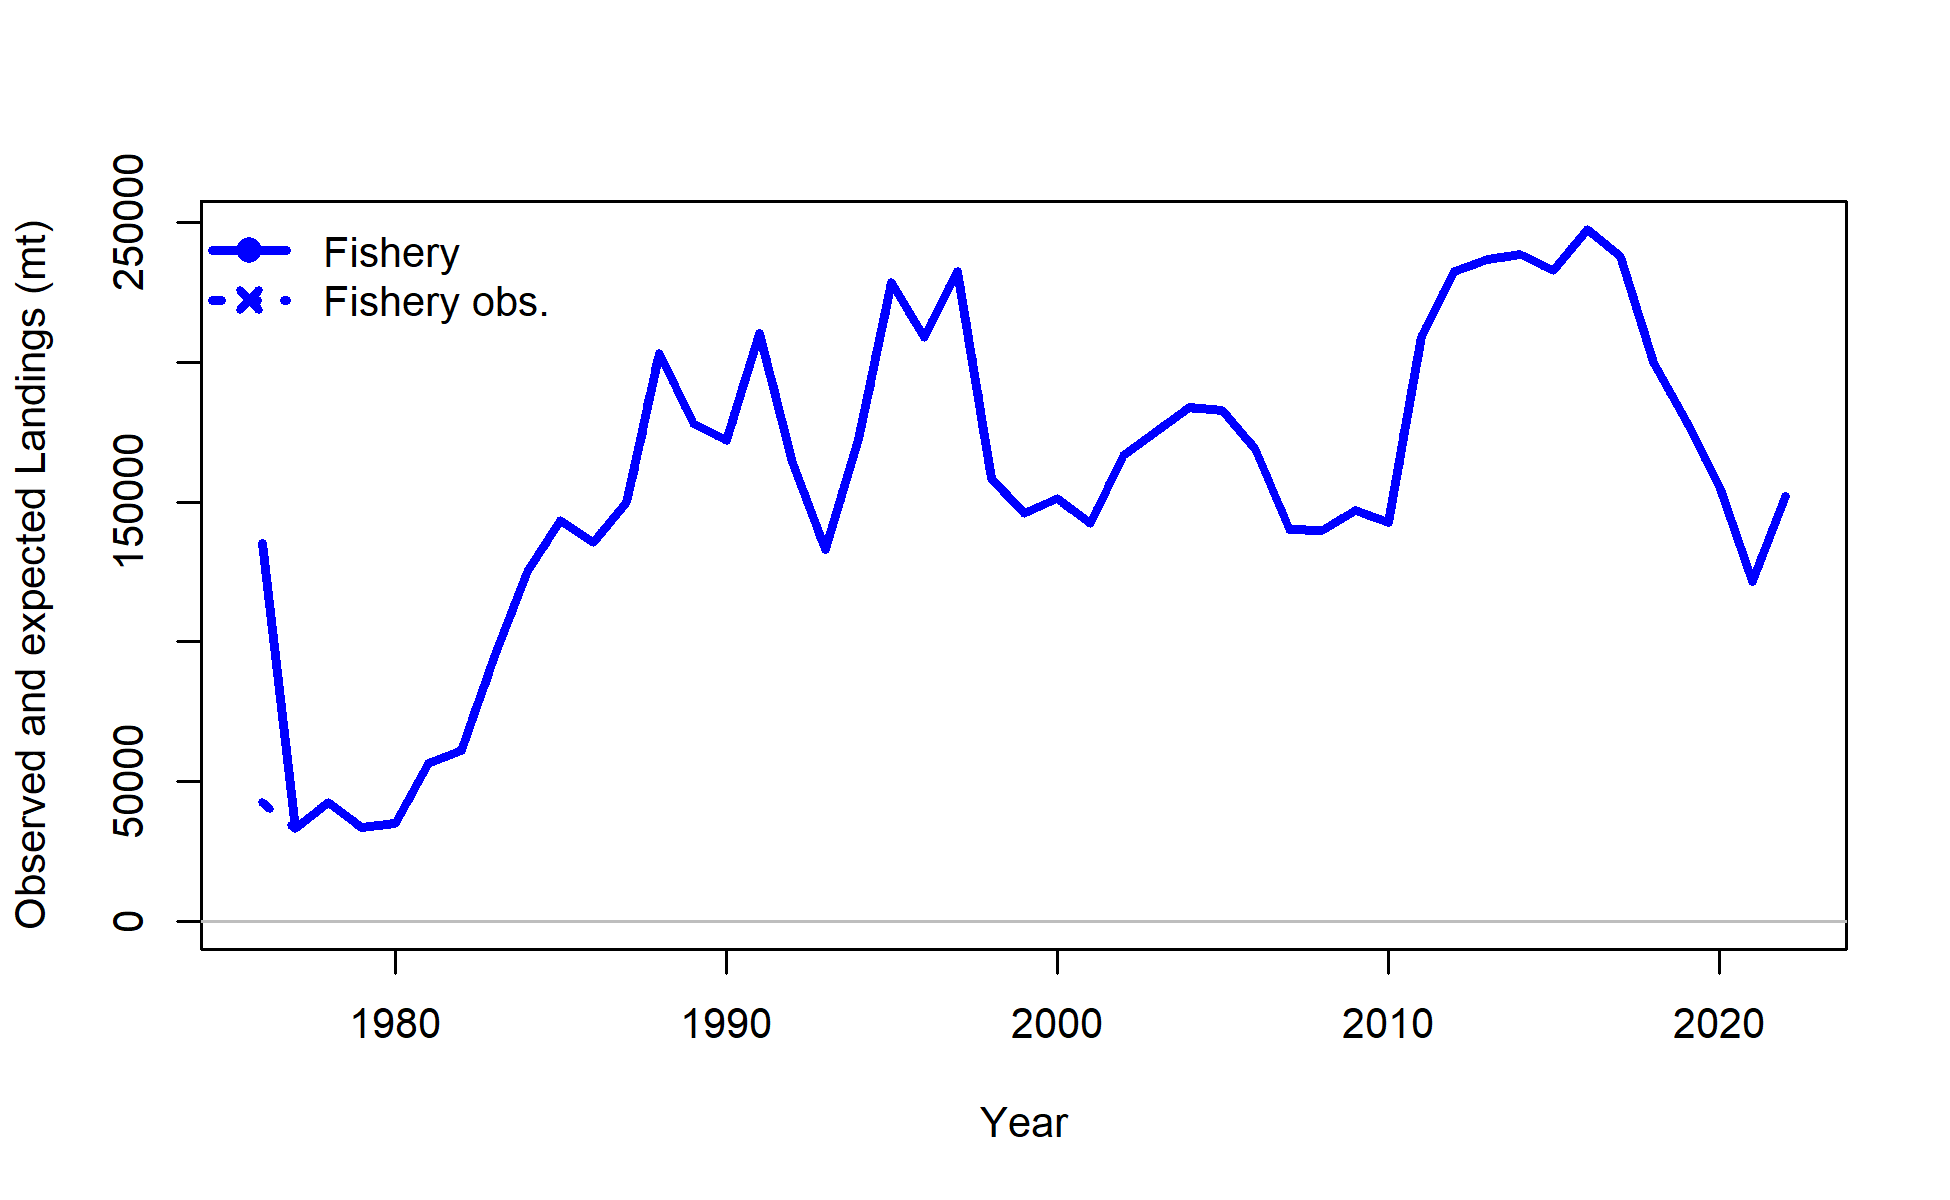 Observed and expected Landings (mt)
250000
150000
50000
0
Fishery
Fishery obs.
1980 1990 2000 2010 2020
Year